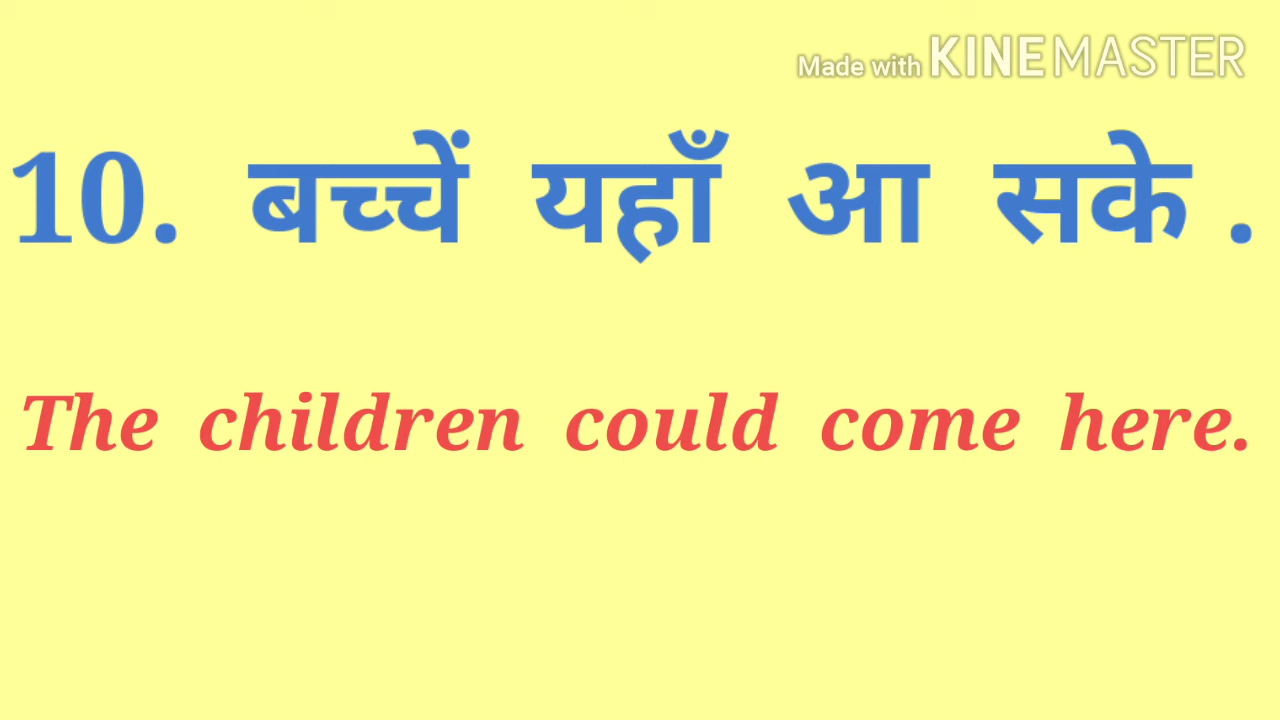 Made with KINEMASTER
10. बच्चें यहाँ आ सके .
The children could come here.